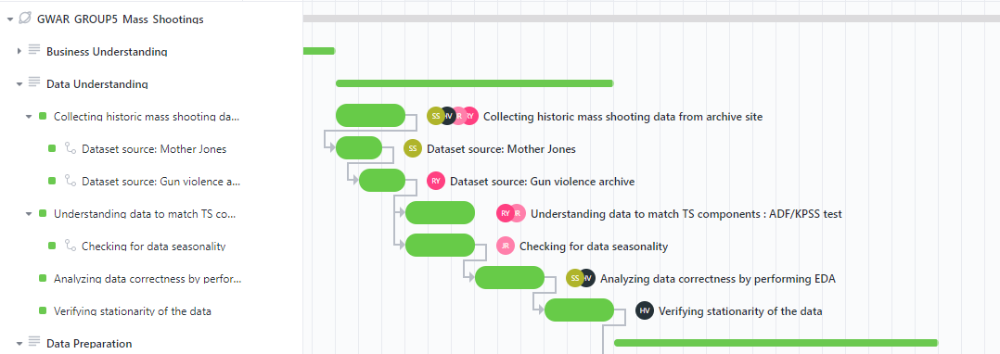 GWAR GROUP5 Mass Shootings
Business Understanding
Data Understanding
Collecting historic mass shooting da... SS HV JR RY Collecting historic mass shooting data from archive site
Dataset source: Mother Jones SS Dataset source: Mother Jones
Dataset source: Gun violence a... RY Dataset source: Gun violence archive
Understanding data to match TS co... RY JR Understanding data to match TS components : ADF/KPSS test
Checking for data seasonality JR Checking for data seasonality
Analyzing data correctness by perfor... SS HV Analyzing data correctness by performing EDA
Verifying stationarity of the data HV Verifying stationarity of the data
Data Preparation